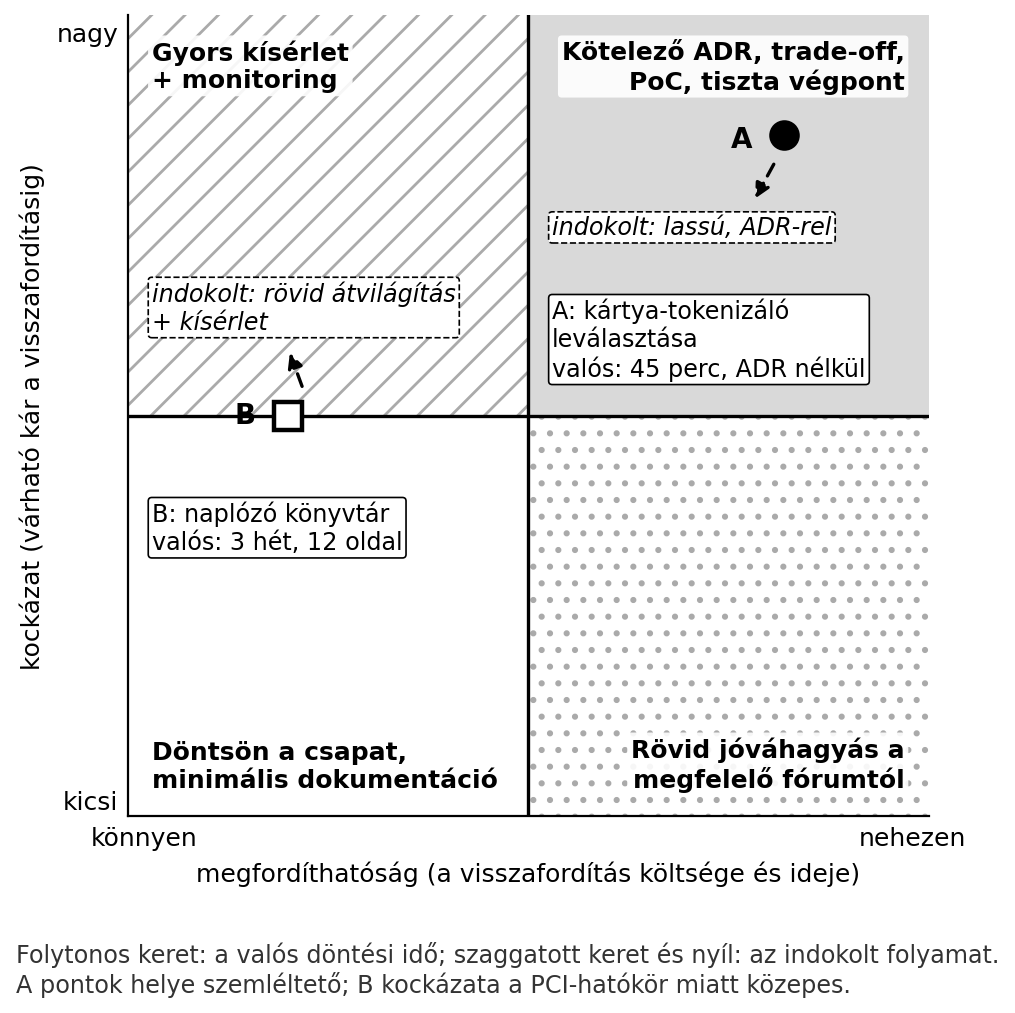 nagy
Gyors kísérlet
+ monitoring
Kötelező ADR, trade-off,
PoC, tiszta végpont
A
indokolt: lassú, ADR-rel
indokolt: rövid átvilágítás
+ kísérlet
A: kártya-tokenizáló
leválasztása
valós: 45 perc, ADR nélkül
B
B: naplózó könyvtár
valós: 3 hét, 12 oldal
kockázat (várható kár a visszafordításig)
Döntsön a csapat,
minimális dokumentáció
Rövid jóváhagyás a
megfelelő fórumtól
kicsi
könnyen
nehezen
megfordíthatóság (a visszafordítás költsége és ideje)
Folytonos keret: a valós döntési idő; szaggatott keret és nyíl: az indokolt folyamat.
A pontok helye szemléltető; B kockázata a PCI-hatókör miatt közepes.